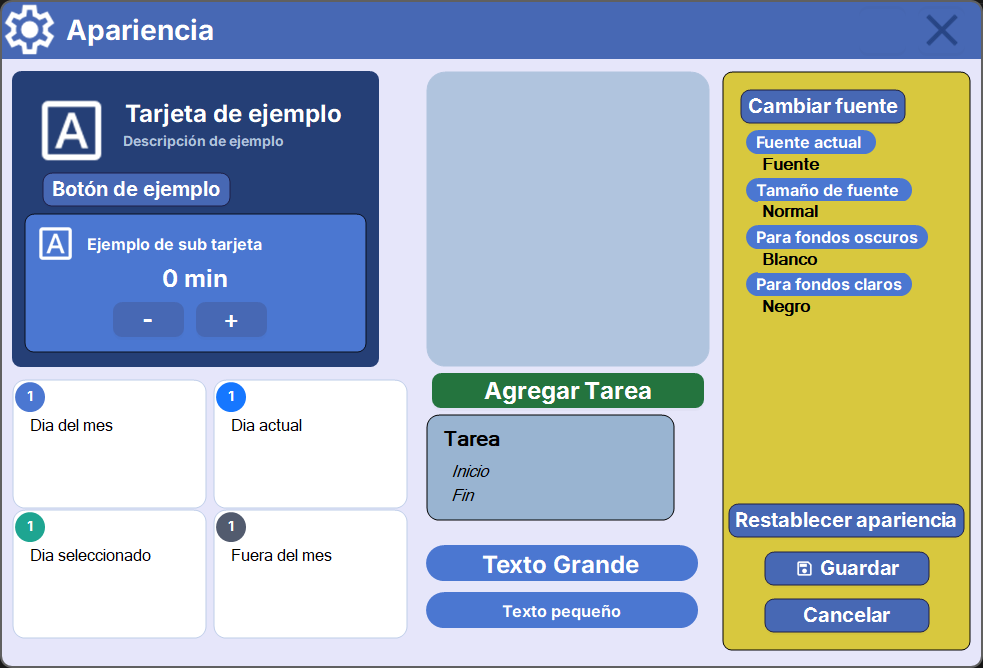 Apariencia
A
Tarjeta de ejemplo
Descripción de ejemplo
Botón de ejemplo
A
Ejemplo de sub tarjeta
0 min
-
+
1
Dia del mes
1
Dia actual
1
Dia seleccionado
1
Fuera del mes
Agregar Tarea
Tarea
Inicio
Fin
Texto Grande
Texto pequeño
Cambiar fuente
Fuente actual
Fuente
Tamaño de fuente
Normal
Para fondos oscuros
Blanco
Para fondos claros
Negro
Restablecer apariencia
Guardar
Cancelar